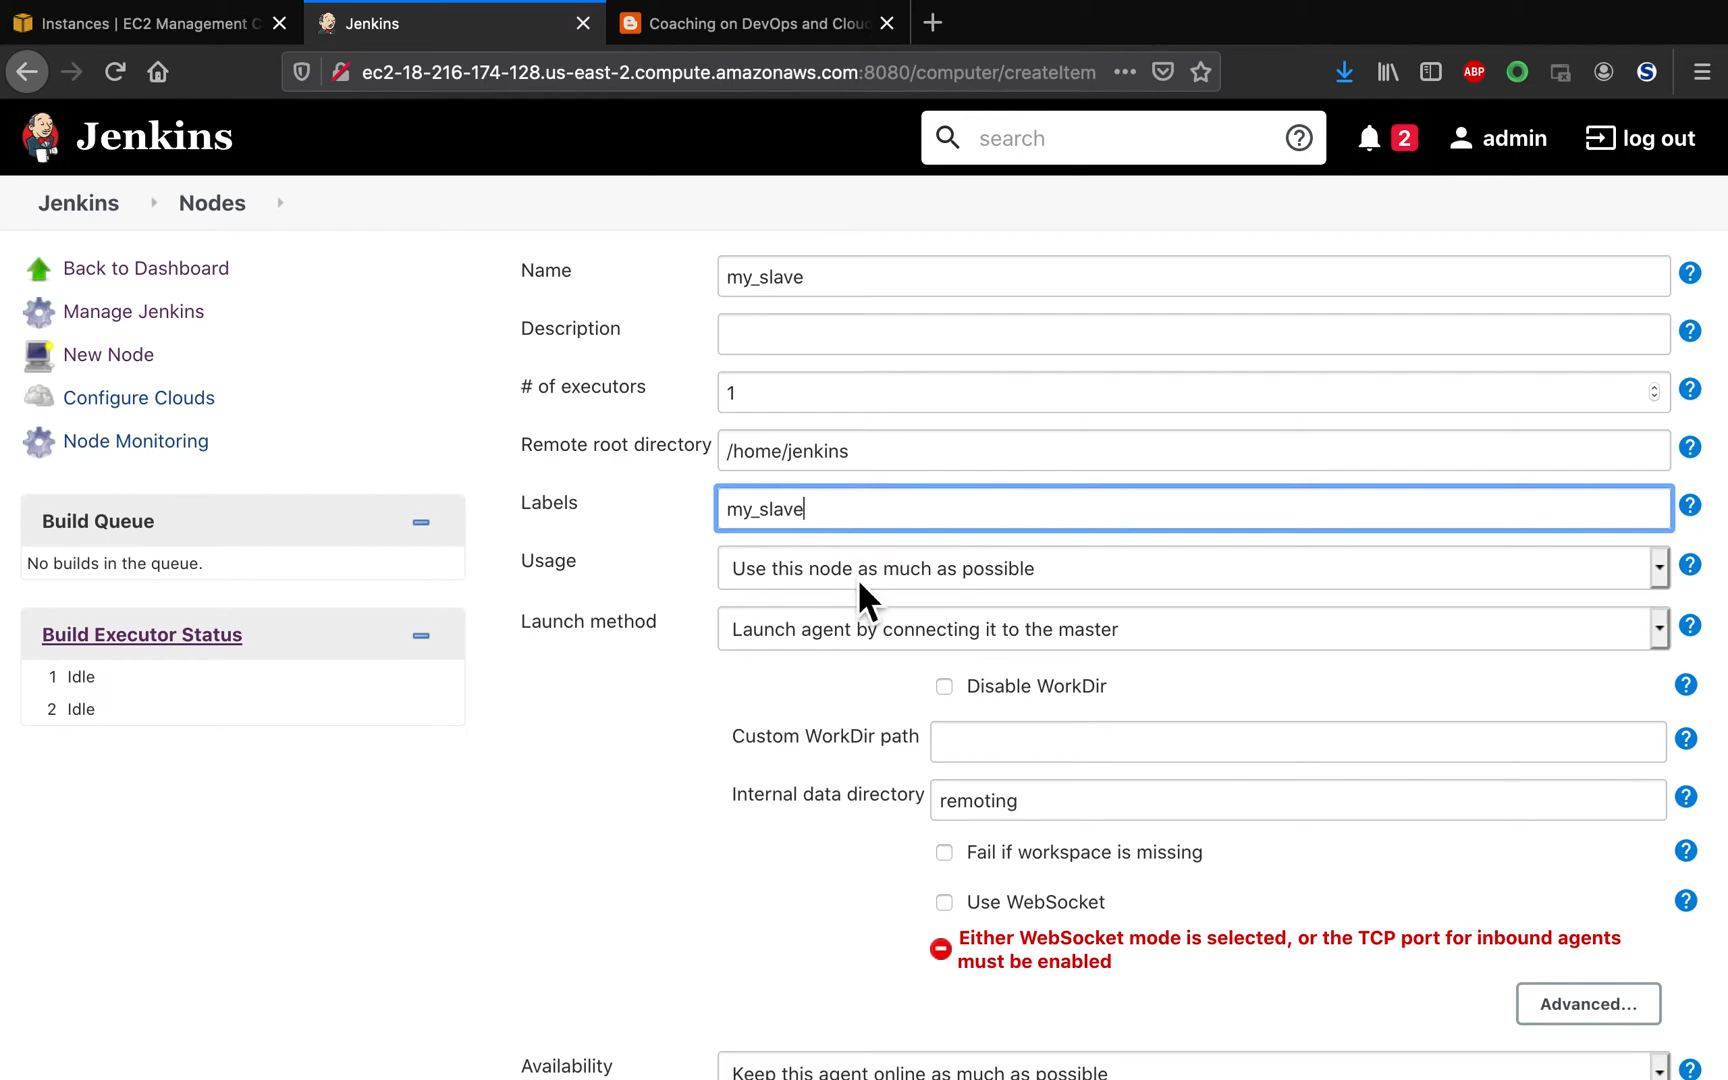 Instances | EC2 Management C
Jenkins
Coaching on DevOps and Clou
ec2-18-216-174-128.us-east-2.compute.amazonaws.com:8080/computer/createItem
ABP
S
Jenkins
search
2
admin
log out
Jenkins
Nodes
Back to Dashboard
Manage Jenkins
New Node
Configure Clouds
Node Monitoring
Build Queue
No builds in the queue.
Build Executor Status
1 Idle
2 Idle
Name
my_slave
Description
# of executors
1
Remote root directory
/home/jenkins
Labels
my_slave
Usage
Use this node as much as possible
Launch method
Launch agent by connecting it to the master
Disable WorkDir
Custom WorkDir path
Internal data directory
remoting
Fail if workspace is missing
Use WebSocket
Either WebSocket mode is selected, or the TCP port for inbound agents
must be enabled
Advanced...
Availability
Keep this agent online as much as possible